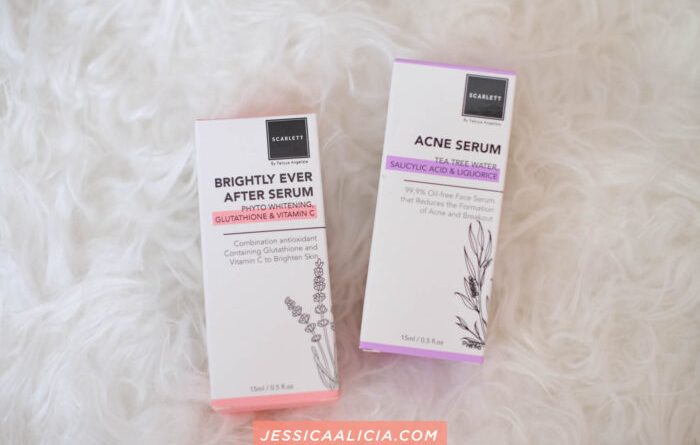 SCARLETT
By Felicya Angelista
BRIGHTLY EVER
AFTER SERUM
PHYTO WHITENING,
GLUTATHIONE & VITAMIN C
Combination antioxidant
Containing Glutathione and
Vitamin C to Brighten Skin
15ml / 0.5 fl.oz
SCARLETT
By Felicya Angelista
ACNE SERUM
TEA TREE WATER,
SALICYLIC ACID & LIQUORICE
99,9% Oil-free Face Serum
that Reduces the Formation
of Acne and Breakout
15ml / 0.5 fl.oz
JESSICAALICIA.COM